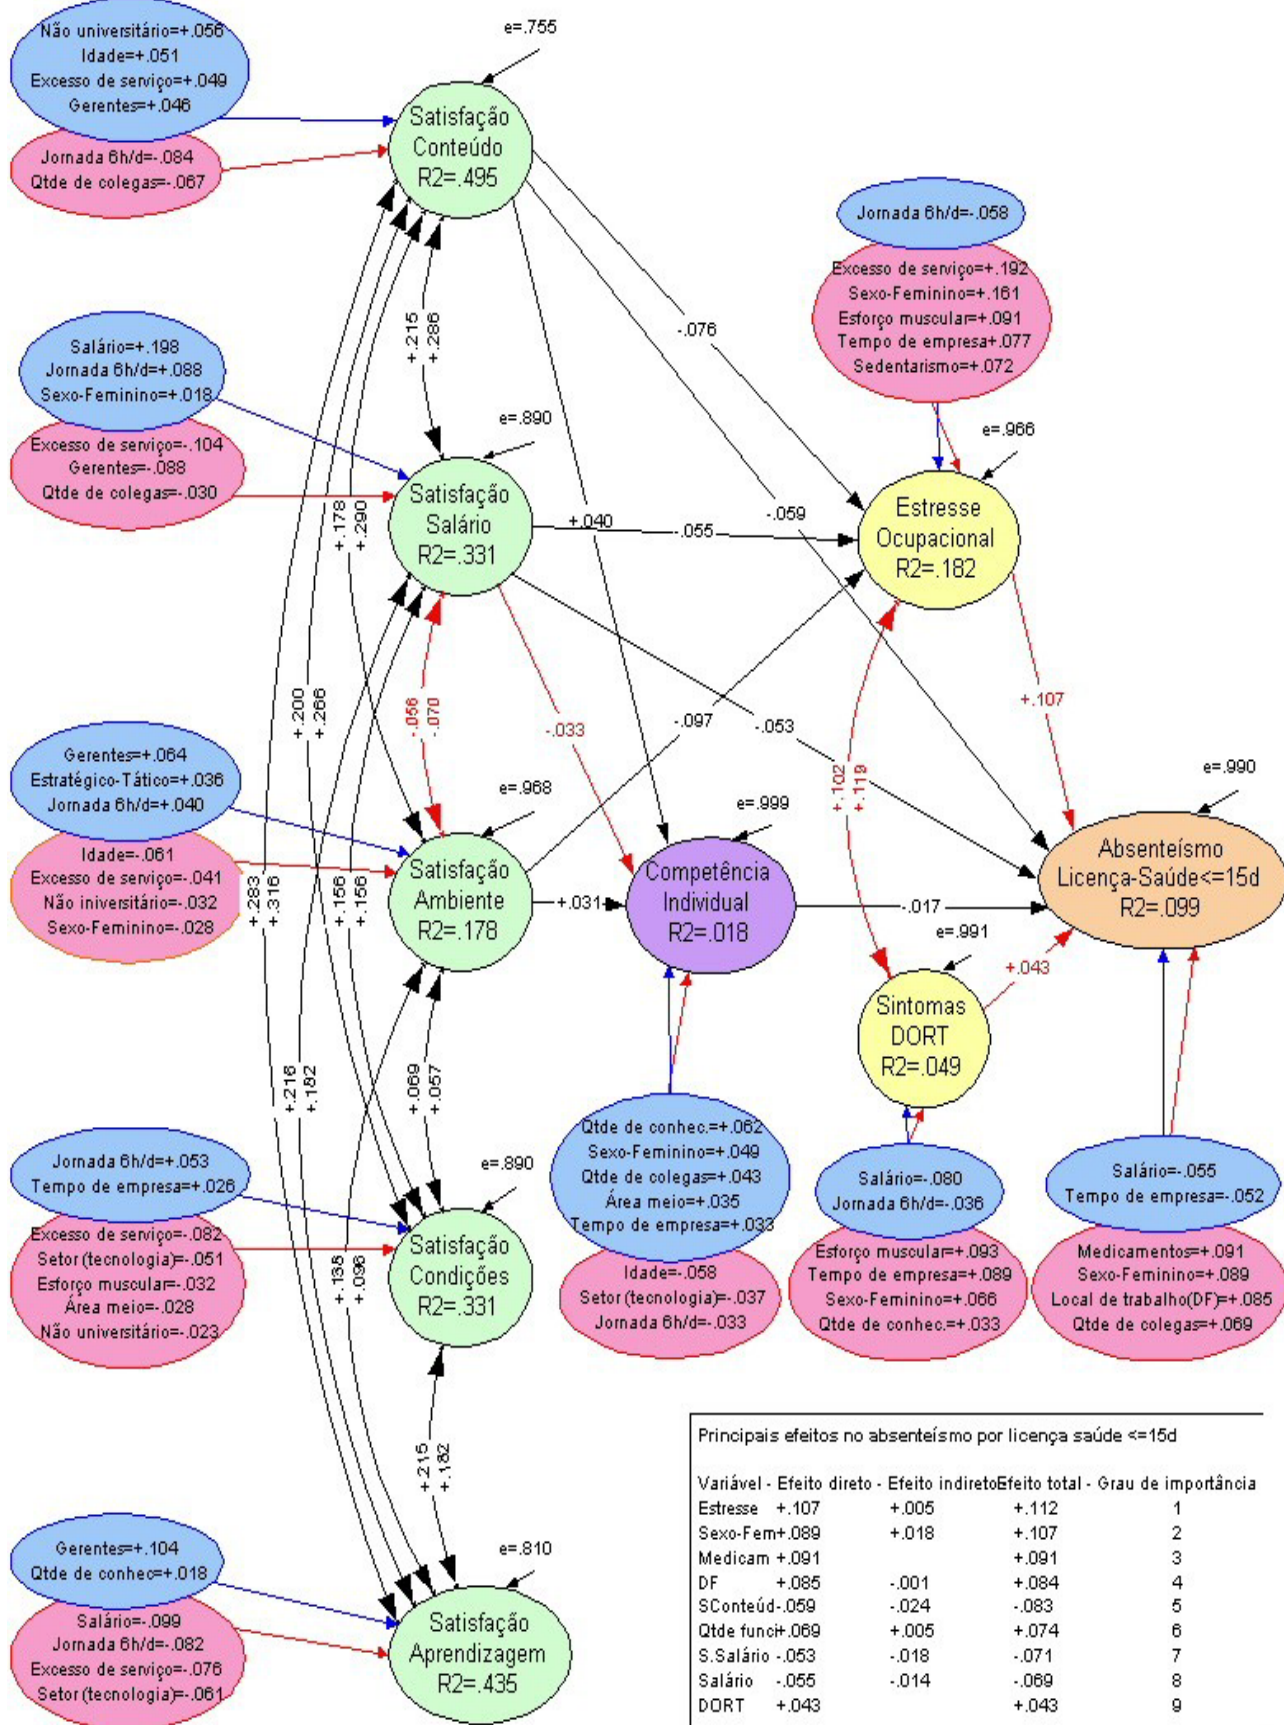 Não universitário=+.056
Idade=+.051
Excesso de serviço=+.049
Gerentes=+.046
Jornada 6h/d=-.084
Qtde de colegas=-.067
e=.755
Satisfação
Conteúdo
R2=.495
Jornada 6h/d=-.058
Excesso de serviço=+.192
Sexo-Feminino=+.161
Esforço muscular=+.091
Tempo de empresa+.077
Sedentarismo=+.072
+.215
+.286
-.076
Salário=+.198
Jornada 6h/d=+.088
Sexo-Feminino=+.018
Excesso de serviço=-.104
Gerentes=-.088
Qtde de colegas=-.030
e=.890
Satisfação
Salário
R2=.331
e=.966
Estresse
Ocupacional
R2=.182
+.178
+.290
+.040
-.055
-.059
+.200
+.266
-.056
-.070
-.033
-.097
-.053
+.107
+.102
+.119
Gerentes=+.064
Estratégico-Tático=+.036
Jornada 6h/d=+.040
Idade=-.061
Excesso de serviço=-.041
Não iniversitário=-.032
Sexo-Feminino=-.028
e=.968
Satisfação
Ambiente
R2=.178
e=.999
Competência
Individual
R2=.018
e=.990
Absenteísmo
Licença-Saúde<=15d
R2=.099
+.283
+.316
+.156
+.156
+.031
-.017
e=.991
Sintomas
DORT
R2=.049
+.043
+.216
+.182
+.069
+.057
Jornada 6h/d=+.053
Tempo de empresa=+.026
Excesso de serviço=-.082
Setor (tecnologia)=-.051
Esforço muscular=-.032
Área meio=-.028
Não universitário=-.023
e=.890
Satisfação
Condições
R2=.331
+.138
+.096
Qtde de conhec.=+.062
Sexo-Feminino=+.049
Qtde de colegas=+.043
Área meio=+.035
Tempo de empresa=+.033
Idade=-.058
Setor (tecnologia)=-.037
Jornada 6h/d=-.033
Salário=-.080
Jornada 6h/d=-.036
Esforço muscular=+.093
Tempo de empresa=+.089
Sexo-Feminino=+.066
Qtde de conhec.=+.033
Salário=-.055
Tempo de empresa=-.052
Medicamentos=+.091
Sexo-Feminino=+.089
Local de trabalho(DF)=+.085
Qtde de colegas=+.069
+.215
+.182
Gerentes=+.104
Qtde de conhec=+.018
Salário=-.099
Jornada 6h/d=-.082
Excesso de serviço=-.076
Setor (tecnologia)=-.061
e=.810
Satisfação
Aprendizagem
R2=.435
Principais efeitos no absenteísmo por licença saúde <=15d
Variável - Efeito direto - Efeito indiretoEfeito total - Grau de importância
Estresse +.107 +.005 +.112 1
Sexo-Fem+.089 +.018 +.107 2
Medicam +.091 +.091 3
DF +.085 -.001 +.084 4
SConteúd-.059 -.024 -.083 5
Qtde funci+.069 +.005 +.074 6
S.Salário -.053 -.018 -.071 7
Salário -.055 -.014 -.069 8
DORT +.043 +.043 9